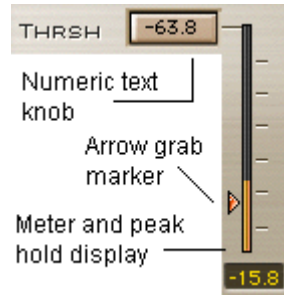 THRSH -63.8
Numeric text
knob
Arrow grab
marker
Meter and peak
hold display
-15.8